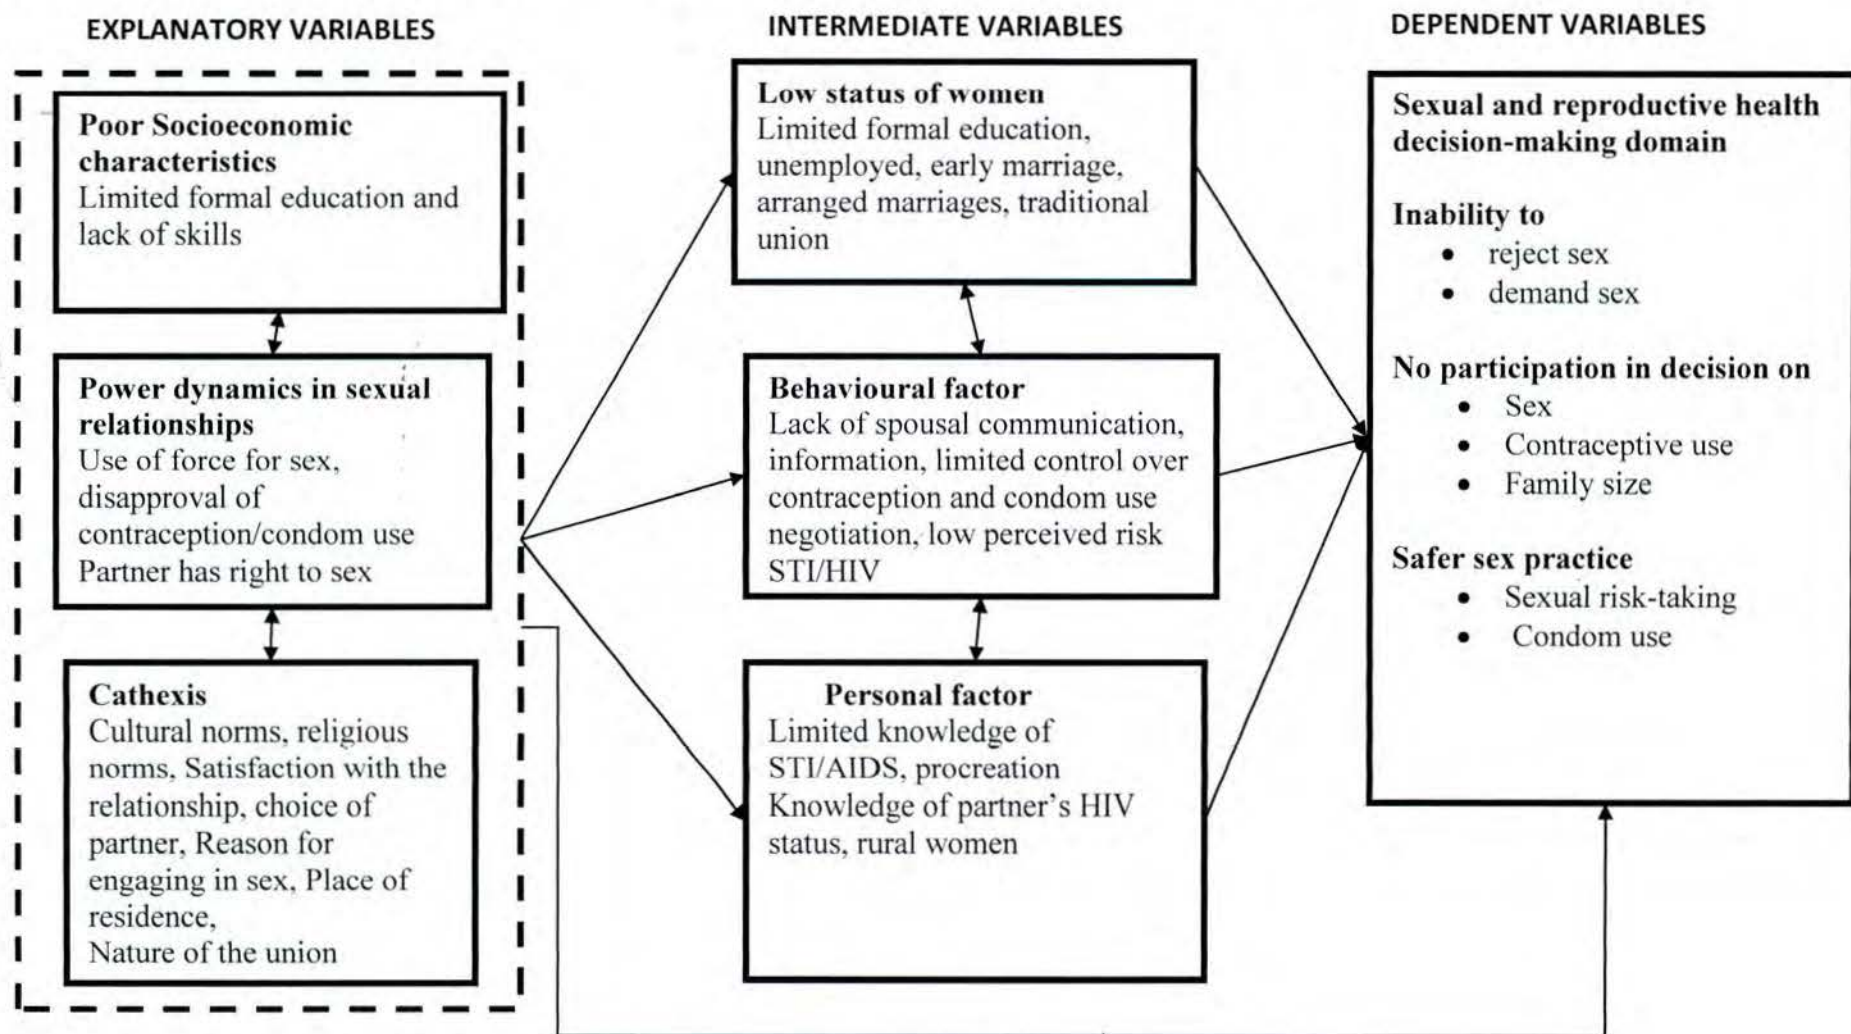 EXPLANATORY VARIABLES
Poor Socioeconomic
characteristics
Limited formal education and
lack of skills
Power dynamics in sexual
relationships
Use of force for sex,
disapproval of
contraception/condom use
Partner has right to sex
Cathexis
Cultural norms, religious
norms, Satisfaction with the
relationship, choice of
partner, Reason for
engaging in sex, Place of
residence,
Nature of the union
INTERMEDIATE VARIABLES
Low status of women
Limited formal education,
unemployed, early marriage,
arranged marriages, traditional
union
Behavioural factor
Lack of spousal communication,
information, limited control over
contraception and condom use
negotiation, low perceived risk
STI/HIV
Personal factor
Limited knowledge of
STI/AIDS, procreation
Knowledge of partner's HIV
status, rural women
DEPENDENT VARIABLES
Sexual and reproductive health
decision-making domain
Inability to
• reject sex
• demand sex
No participation in decision on
• Sex
• Contraceptive use
• Family size
Safer sex practice
• Sexual risk-taking
• Condom use